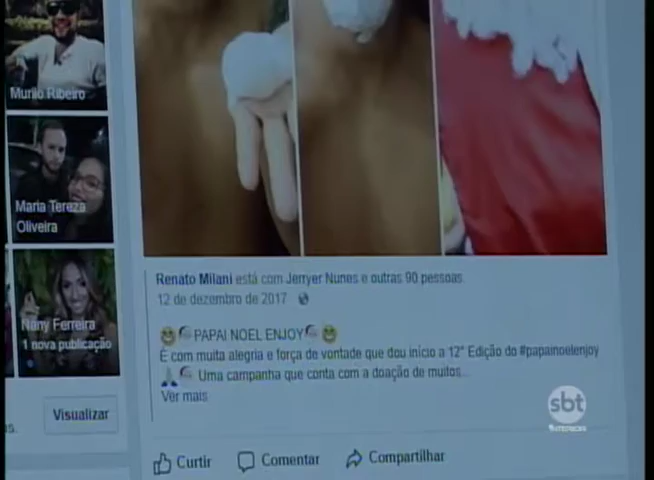 Murilo Ribeiro
Maria Tereza
Oliveira
Nany Ferreira
1 nova publicação
Visualizar
Renato Milani está com Jerryer Nunes e outras 90 pessoas.
12 de dezembro de 2017
PAPAI NOEL ENJOY
É com muita alegria e força de vontade que dou início a 12° Edição do #papainoelenjoy
Uma campanha que conta com a doação de muitos...
Ver mais
Curtir
Comentar
Compartilhar
sbt